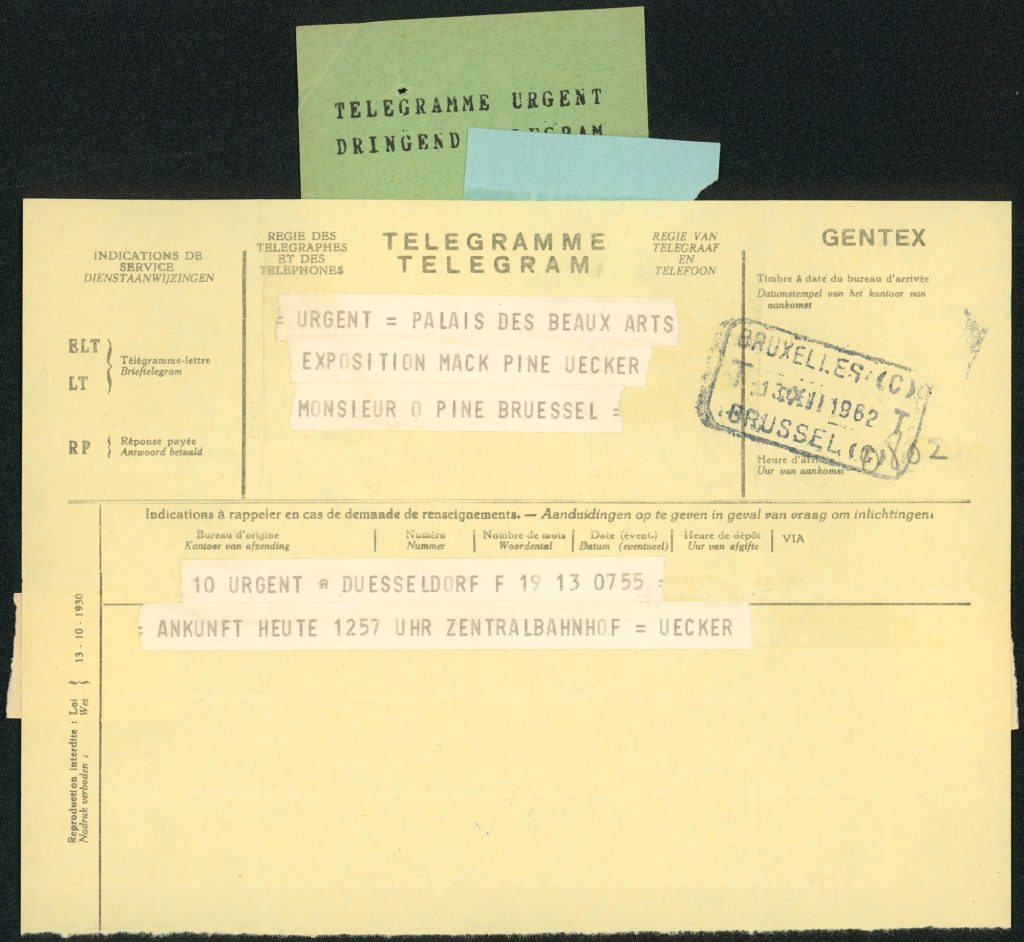 TELEGRAMME URGENT
DRINGEND TELEGRAM
INDICATIONS DE
SERVICE
DIENSTAANWIJZINGEN
REGIE DES
TELEGRAPHES
ET DES
TELEPHONES
TELEGRAMME
TELEGRAM
REGIE VAN
TELEGRAAF
EN
TELEFOON
GENTEX
Timbre à date du bureau d'arrivée
Datumstempel van het kantoor van
aankomst
= URGENT = PALAIS DES BEAUX ARTS
EXPOSITION MACK PINE UECKER
MONSIEUR O PINE BRUESSEL =
ELT
LT
Télégramme-lettre
Brieftelegram
RP
Réponse payée
Antwoord betaald
BRUXELLES (C)
T 13 XII 1962 T
BRUSSEL (C)
Heure d'arrivée
Uur van aankomst
Indications à rappeler en cas de demande de renseignements. — Aanduidingen op te geven in geval van vraag om inlichtingen:
Bureau d'origine
Kantoor van afzending
Numéro
Nummer
Nombre de mots
Woordental
Date (évent.)
Datum (eventueel)
Heure de dépôt
Uur van afgifte
VIA
10 URGENT * DUESSELDORF F 19 13 0755 =
= ANKUNFT HEUTE 1257 UHR ZENTRALBAHNHOF = UECKER
Reproduction interdite : Loi
Nadruk verboden : Wet
13 - 10 - 1930